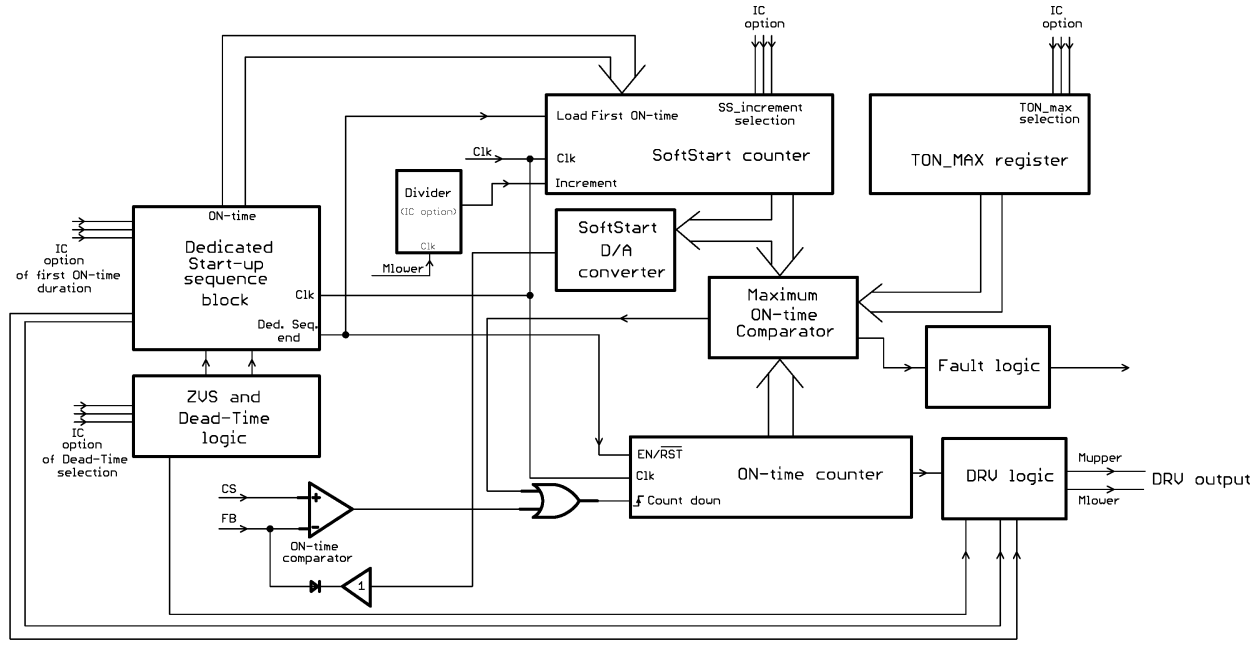 IC
option
IC
option
Load First ON-time
SS_increment
selection
Clk
Clk
SoftStart counter
Increment
TON_max
selection
TON_MAX register
Divider
(IC option)
Clk
Mlower
ON-time
Dedicated
Start-up
sequence
block
Clk
Ded. Seq.
end
IC
option
of first ON-time
duration
SoftStart
D/A
converter
Maximum
ON-time
Comparator
Fault logic
ZVS and
Dead-Time
logic
IC
option
of Dead-Time
selection
EN/RST
Clk
Count down
ON-time counter
DRV logic
Mupper
Mlower
DRV output
CS
FB
+
-
ON-time
comparator
1